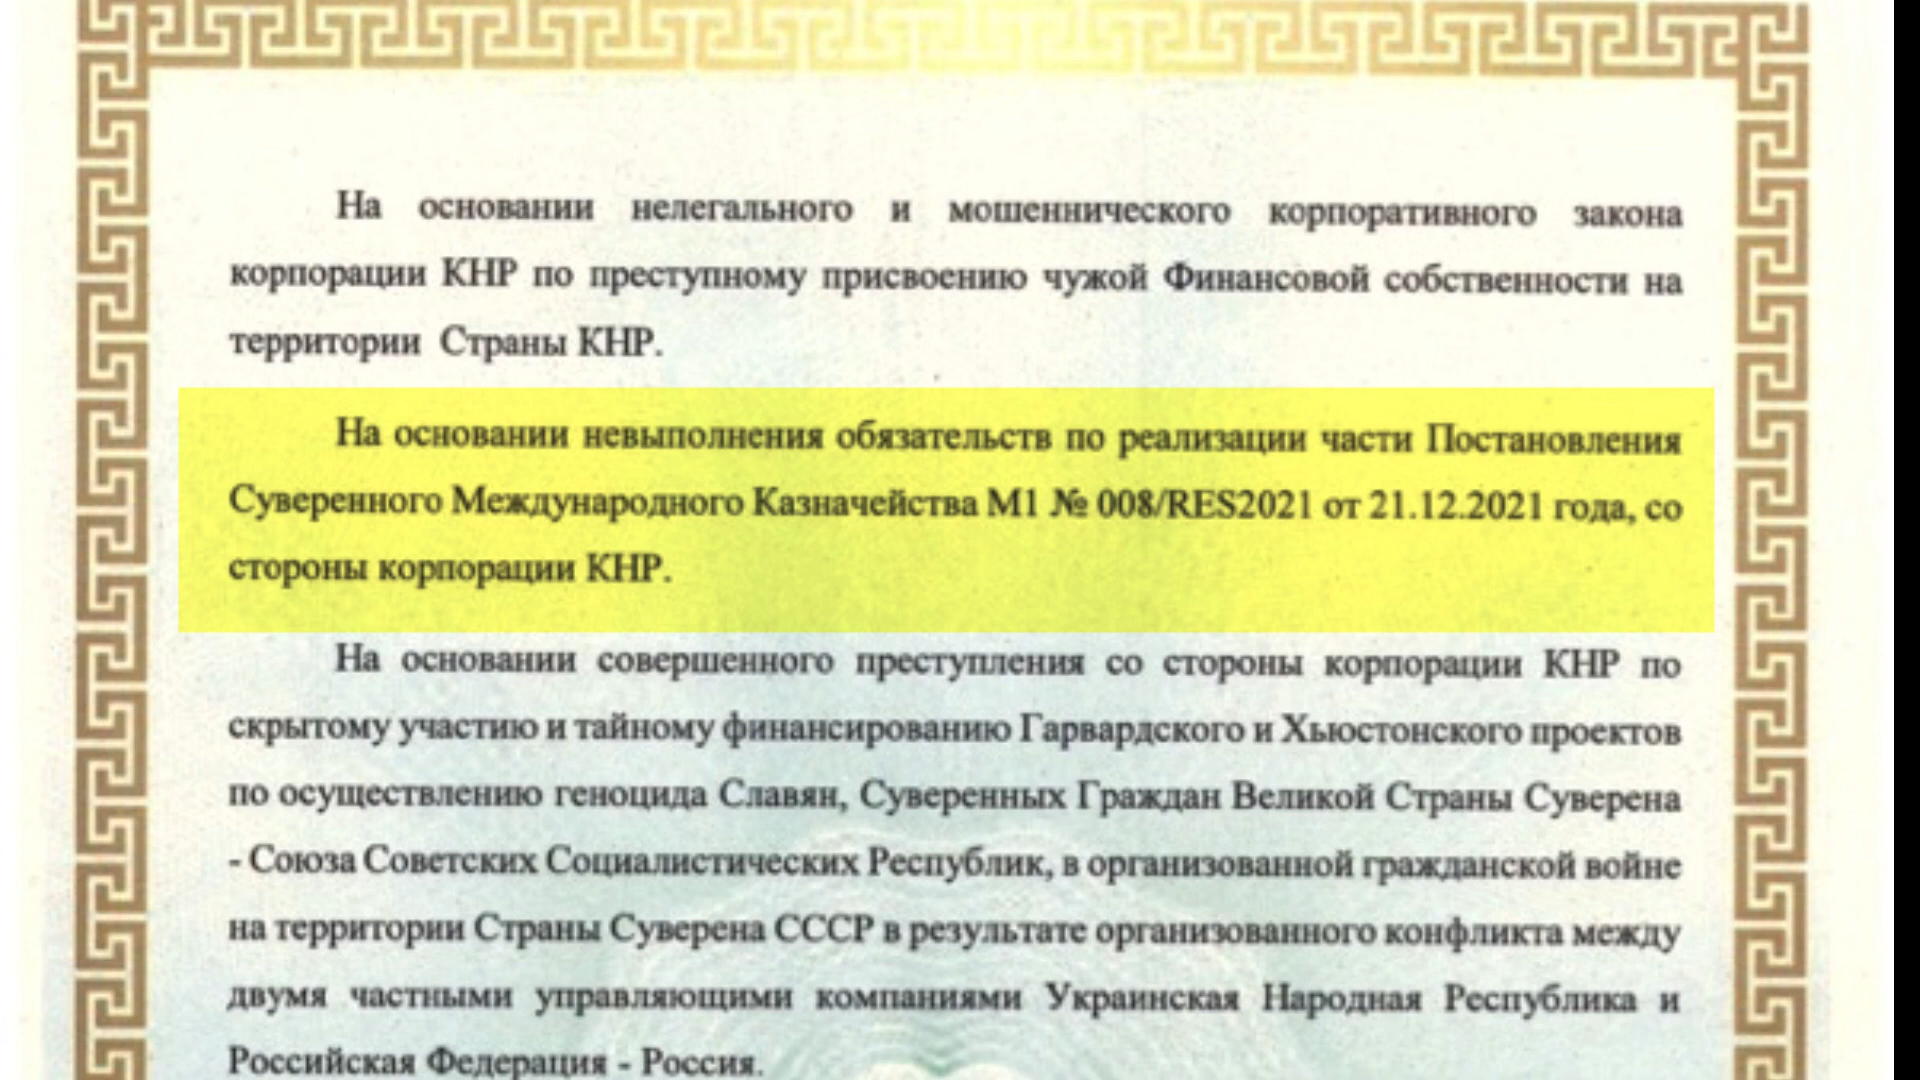 На основании нелегального и мошеннического корпоративного закона
корпорации КНР по преступному присвоению чужой Финансовой собственности на
территории Страны КНР.
На основании невыполнения обязательств по реализации части Постановления
Суверенного Международного Казначейства М1 № 008/RES2021 от 21.12.2021 года, со
стороны корпорации КНР.
На основании совершенного преступления со стороны корпорации КНР по
скрытому участию и тайному финансированию Гарвардского и Хьюстонского проектов
по осуществлению геноцида Славян, Суверенных Граждан Великой Страны Суверена
- Союза Советских Социалистических Республик, в организованной гражданской войне
на территории Страны Суверена СССР в результате организованного конфликта между
двумя частными управляющими компаниями Украинская Народная Республика и
Российская Федерация - Россия.